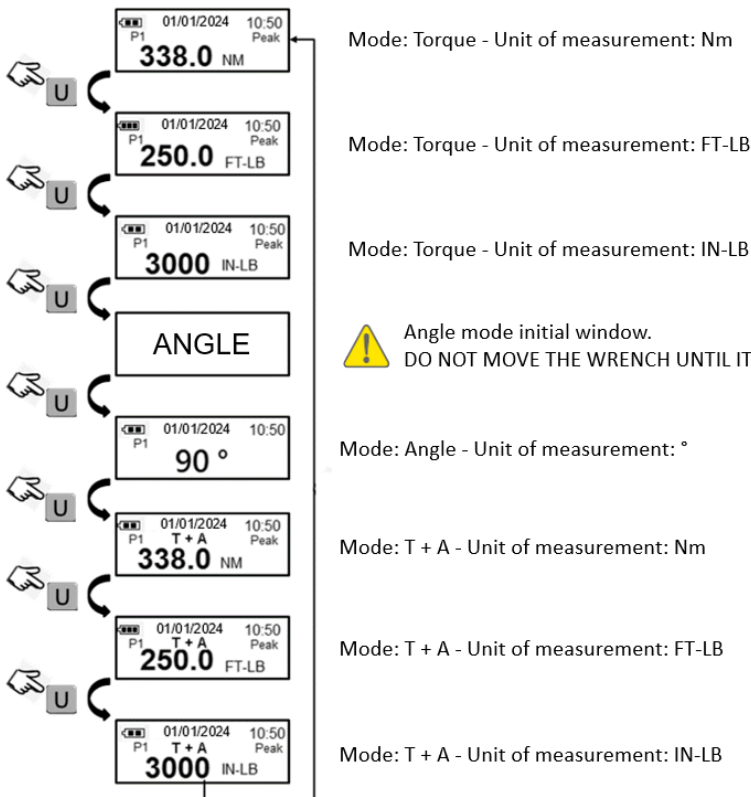 01/01/2024 10:50
P1 Peak
338.0 NM
Mode: Torque - Unit of measurement: Nm
U
01/01/2024 10:50
P1 Peak
250.0 FT-LB
Mode: Torque - Unit of measurement: FT-LB
U
01/01/2024 10:50
P1 Peak
3000 IN-LB
Mode: Torque - Unit of measurement: IN-LB
U
ANGLE
Angle mode initial window.
DO NOT MOVE THE WRENCH UNTIL IT
U
01/01/2024 10:50
P1
90 °
Mode: Angle - Unit of measurement: °
U
01/01/2024 10:50
P1 T + A Peak
338.0 NM
Mode: T + A - Unit of measurement: Nm
U
01/01/2024 10:50
P1 T + A Peak
250.0 FT-LB
Mode: T + A - Unit of measurement: FT-LB
U
01/01/2024 10:50
P1 T + A Peak
3000 IN-LB
Mode: T + A - Unit of measurement: IN-LB